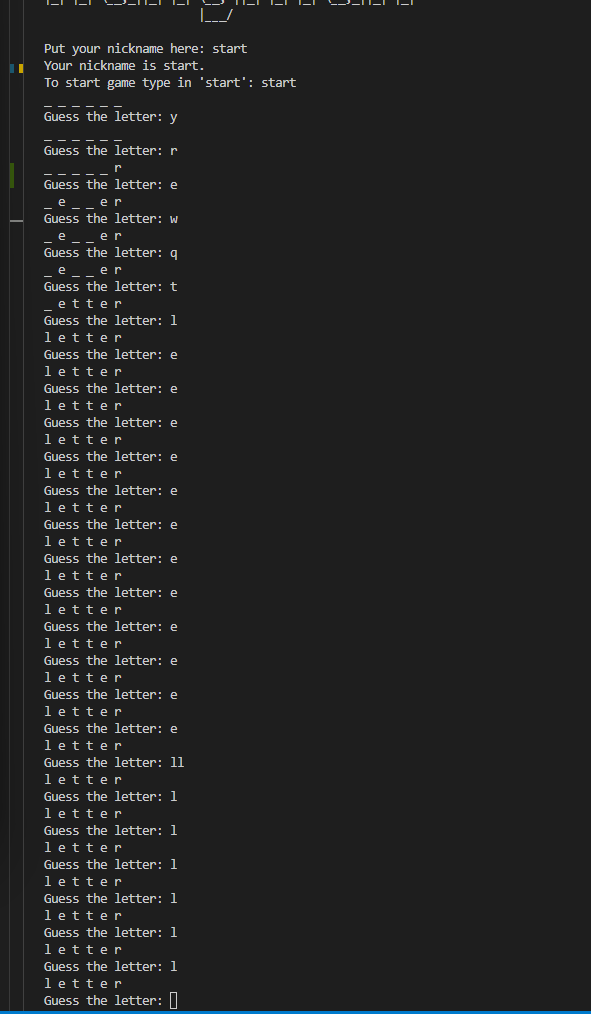 Put your nickname here: start
Your nickname is start.
To start game type in 'start': start
_ _ _ _ _ _
Guess the letter: y
_ _ _ _ _ _
Guess the letter: r
_ _ _ _ _ r
Guess the letter: e
_ e _ _ e r
Guess the letter: w
_ e _ _ e r
Guess the letter: q
_ e _ _ e r
Guess the letter: t
_ e t t e r
Guess the letter: l
l e t t e r
Guess the letter: e
l e t t e r
Guess the letter: e
l e t t e r
Guess the letter: e
l e t t e r
Guess the letter: e
l e t t e r
Guess the letter: e
l e t t e r
Guess the letter: e
l e t t e r
Guess the letter: e
l e t t e r
Guess the letter: e
l e t t e r
Guess the letter: e
l e t t e r
Guess the letter: e
l e t t e r
Guess the letter: e
l e t t e r
Guess the letter: e
l e t t e r
Guess the letter: ll
l e t t e r
Guess the letter: l
l e t t e r
Guess the letter: l
l e t t e r
Guess the letter: l
l e t t e r
Guess the letter: l
l e t t e r
Guess the letter: l
l e t t e r
Guess the letter: l
l e t t e r
Guess the letter: